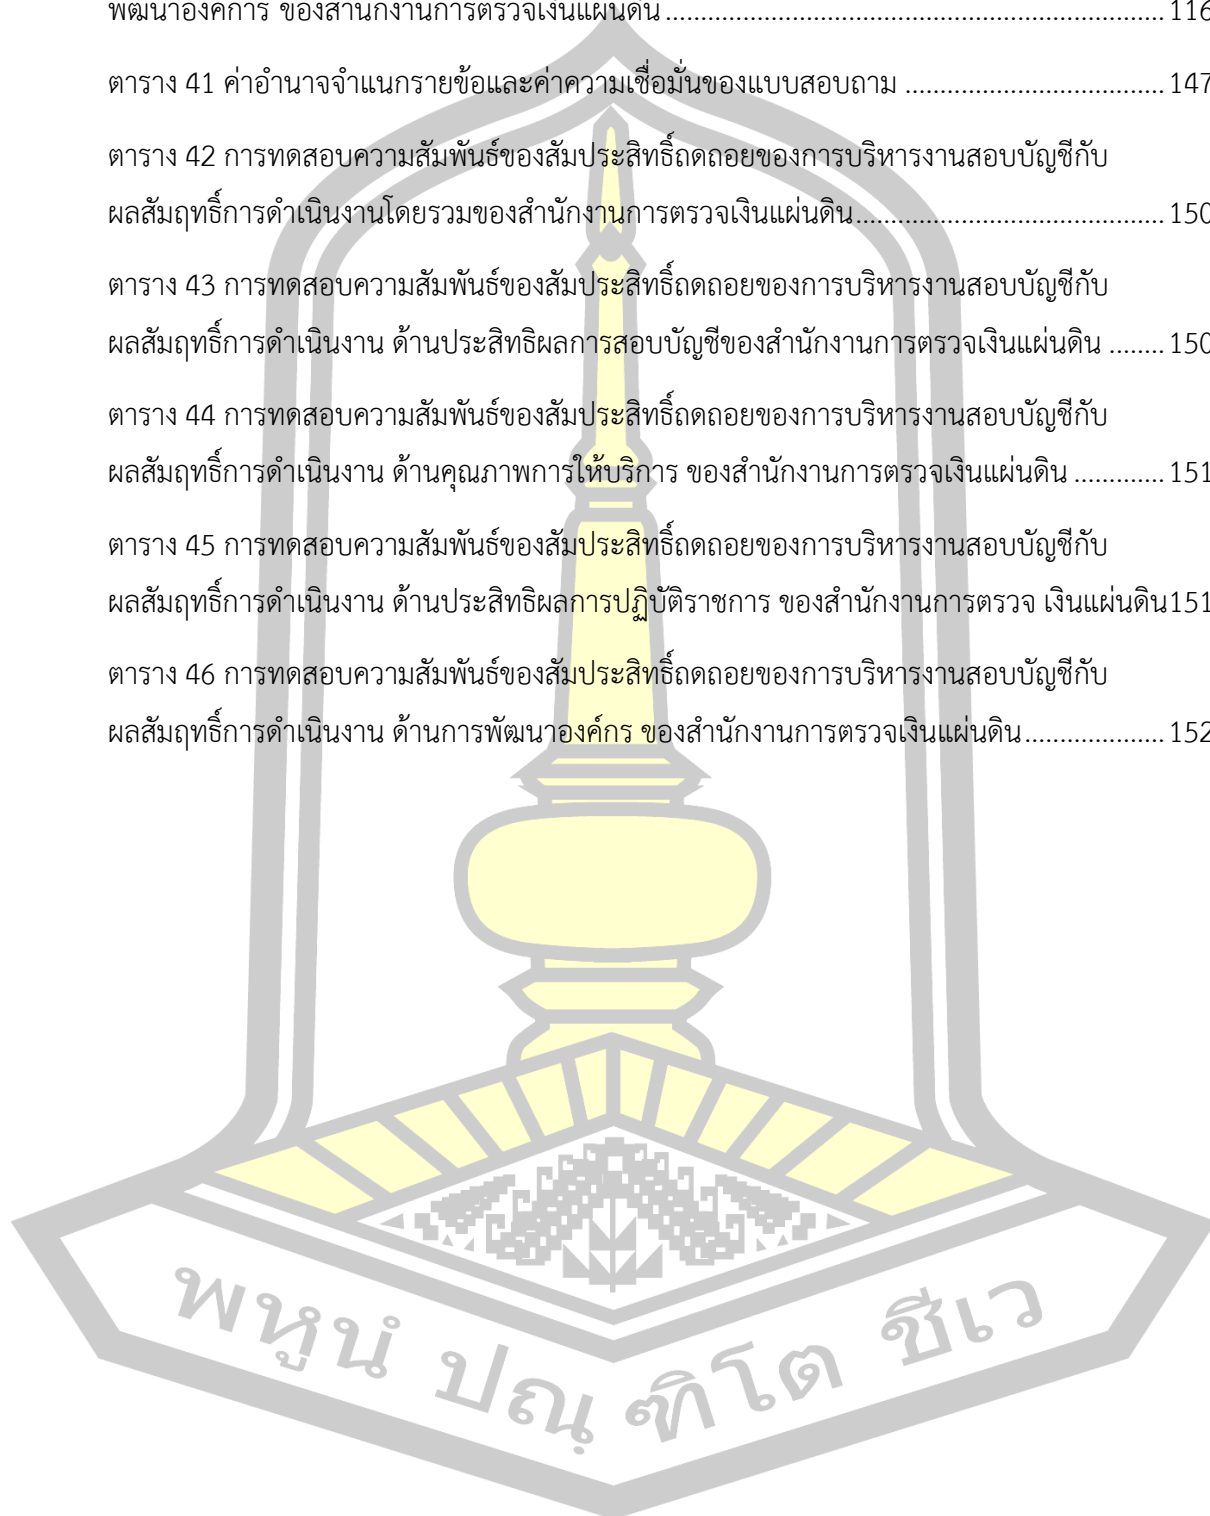 พัฒนาองค์การ ของสำนักงานการตรวจเงินแผ่นดิน ............................................................ 116
ตาราง 41 ค่าอำนาจจำแนกรายข้อและค่าความเชื่อมั่นของแบบสอบถาม .................................... 147
ตาราง 42 การทดสอบความสัมพันธ์ของสัมประสิทธิ์ถดถอยของการบริหารงานสอบบัญชีกับ
ผลสัมฤทธิ์การดำเนินงานโดยรวมของสำนักงานการตรวจเงินแผ่นดิน........................................... 150
ตาราง 43 การทดสอบความสัมพันธ์ของสัมประสิทธิ์ถดถอยของการบริหารงานสอบบัญชีกับ
ผลสัมฤทธิ์การดำเนินงาน ด้านประสิทธิผลการสอบบัญชีของสำนักงานการตรวจเงินแผ่นดิน ........ 150
ตาราง 44 การทดสอบความสัมพันธ์ของสัมประสิทธิ์ถดถอยของการบริหารงานสอบบัญชีกับ
ผลสัมฤทธิ์การดำเนินงาน ด้านคุณภาพการให้บริการ ของสำนักงานการตรวจเงินแผ่นดิน ............. 151
ตาราง 45 การทดสอบความสัมพันธ์ของสัมประสิทธิ์ถดถอยของการบริหารงานสอบบัญชีกับ
ผลสัมฤทธิ์การดำเนินงาน ด้านประสิทธิผลการปฏิบัติราชการ ของสำนักงานการตรวจ เงินแผ่นดิน151
ตาราง 46 การทดสอบความสัมพันธ์ของสัมประสิทธิ์ถดถอยของการบริหารงานสอบบัญชีกับ
ผลสัมฤทธิ์การดำเนินงาน ด้านการพัฒนาองค์กร ของสำนักงานการตรวจเงินแผ่นดิน.................... 152
พหูนํ ปณฺฑิโต ชีเว